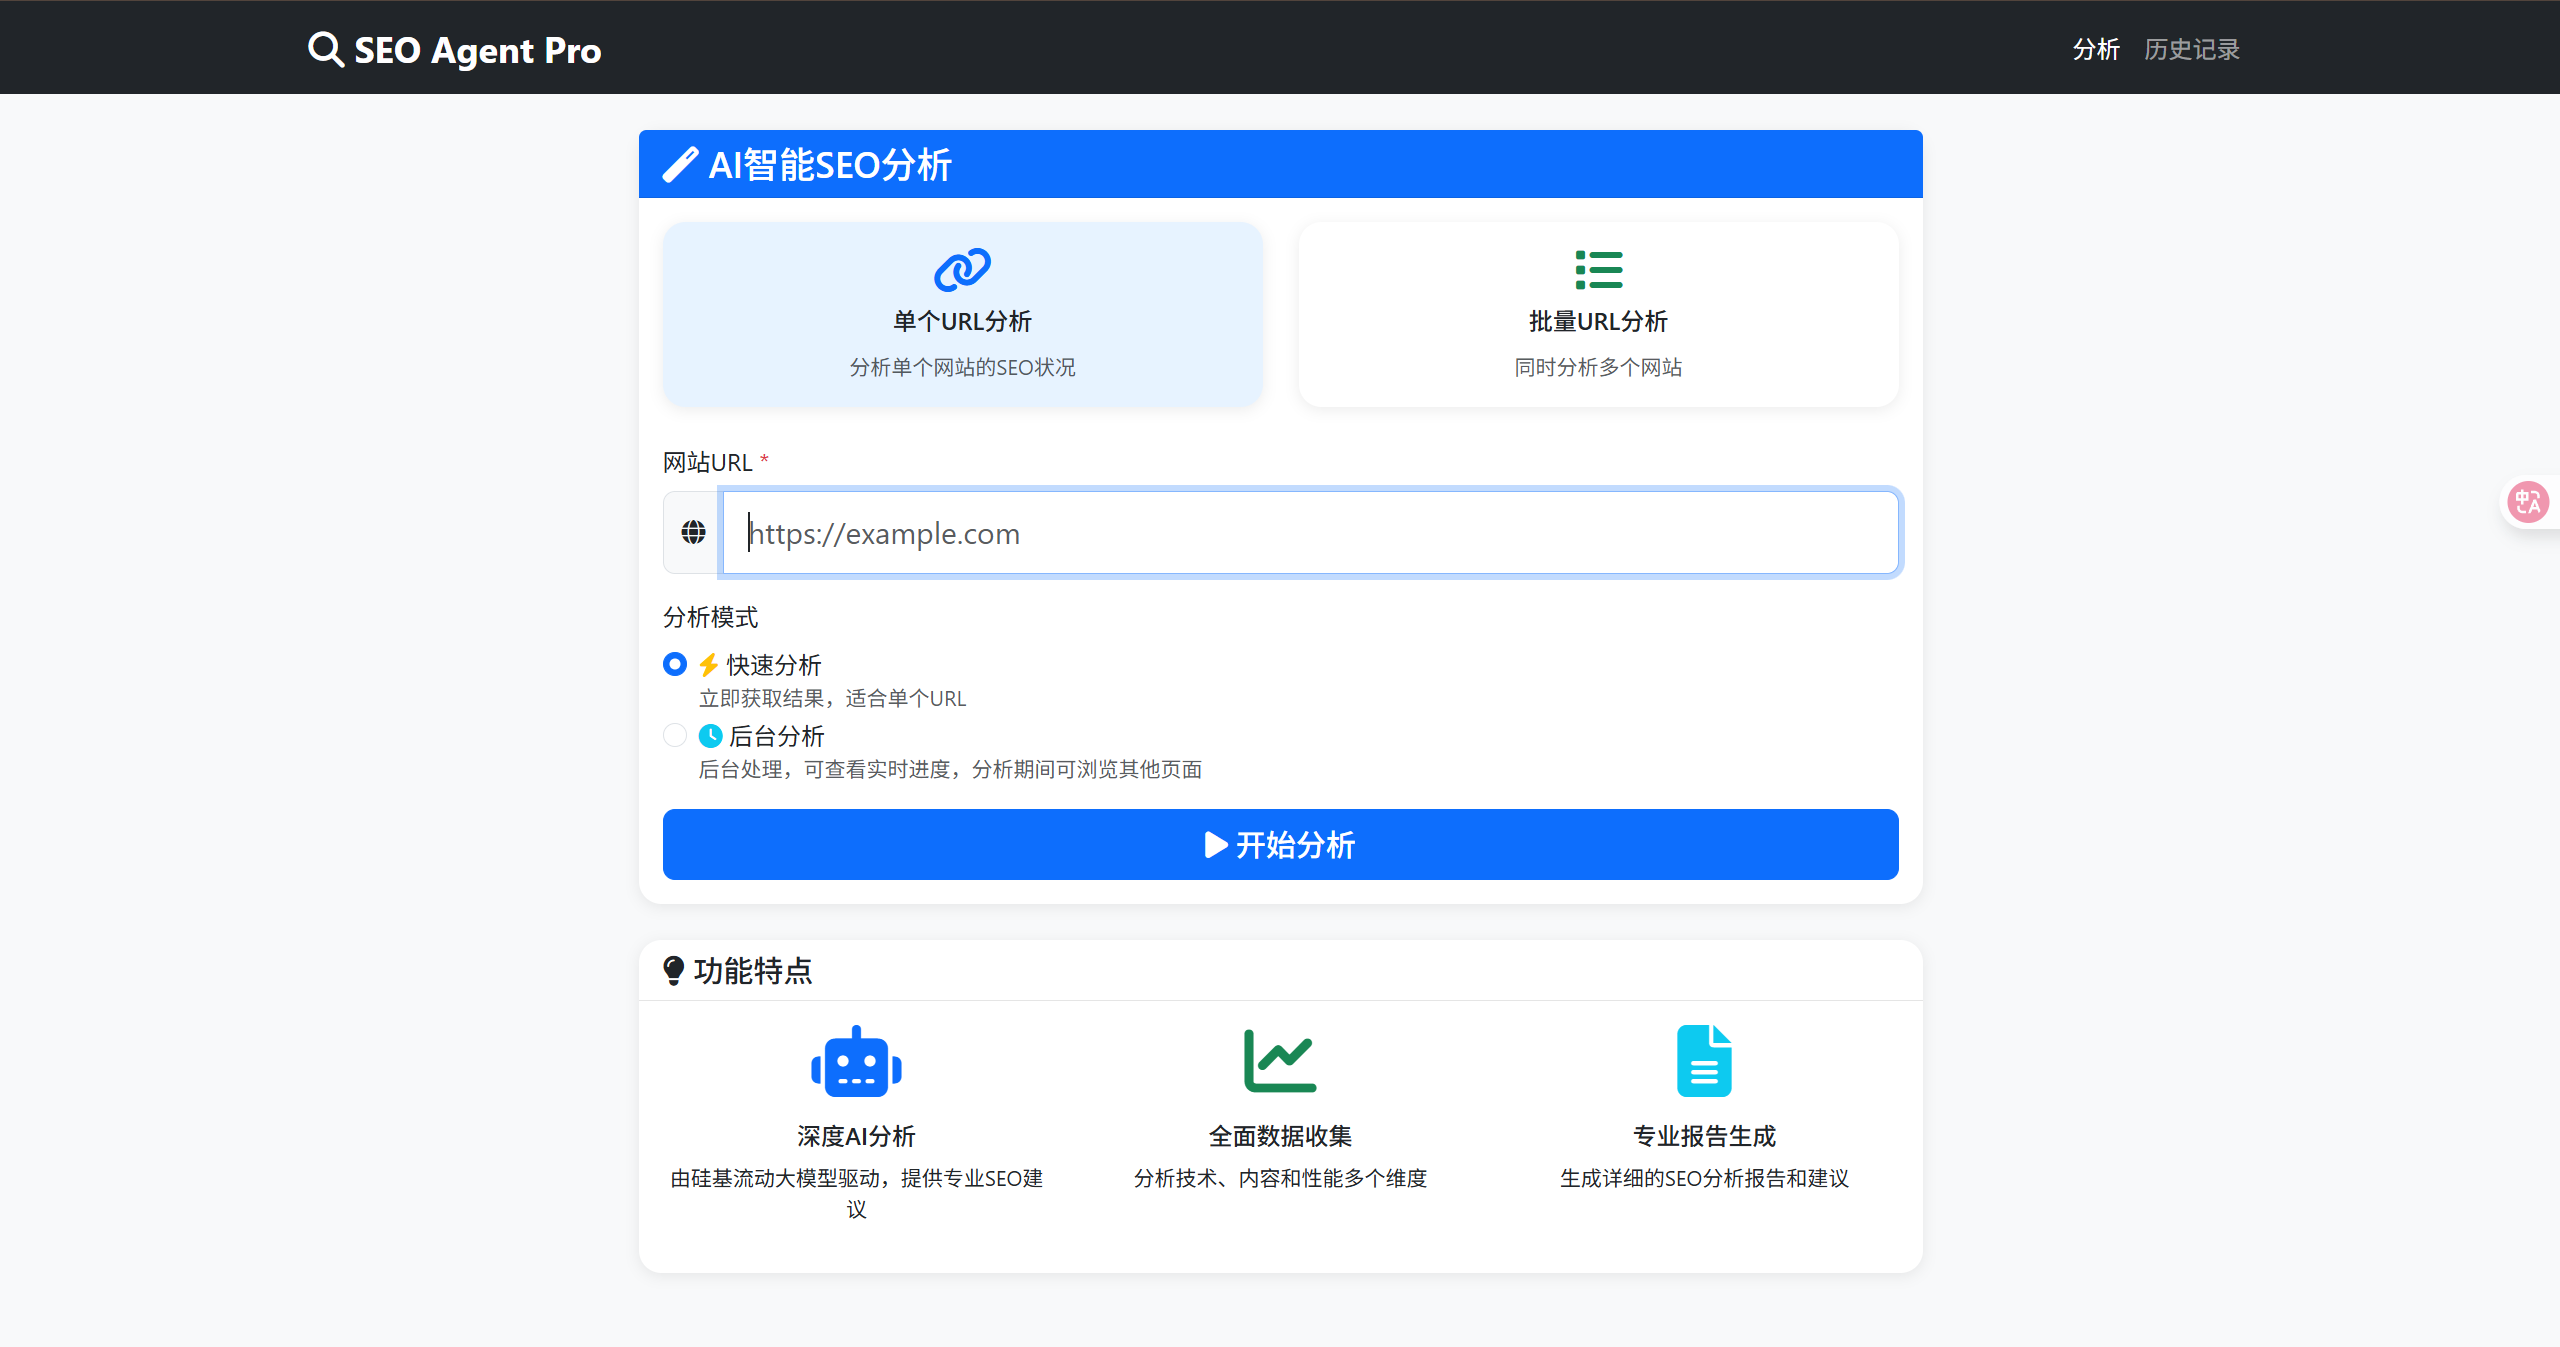 SEO Agent Pro
分析 历史记录
AI智能SEO分析
单个URL分析
分析单个网站的SEO状况
批量URL分析
同时分析多个网站
网站URL *
https://example.com
分析模式
快速分析
立即获取结果，适合单个URL
后台分析
后台处理，可查看实时进度，分析期间可浏览其他页面
开始分析
功能特点
深度AI分析
由硅基流动大模型驱动，提供专业SEO建
议
全面数据收集
分析技术、内容和性能多个维度
专业报告生成
生成详细的SEO分析报告和建议
中A